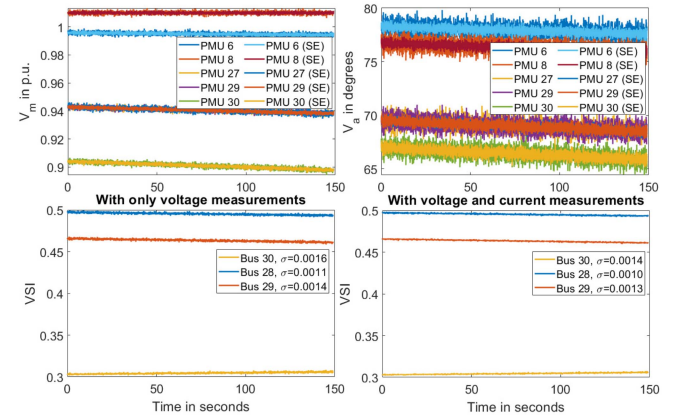 1
0.98
0.96
0.94
0.92
0.9
V_m in p.u.
PMU 6 PMU 6 (SE)
PMU 8 PMU 8 (SE)
PMU 27 PMU 27 (SE)
PMU 29 PMU 29 (SE)
PMU 30 PMU 30 (SE)
0 50 100 150
80
75
70
65
V_a in degrees
PMU 6 PMU 6 (SE)
PMU 8 PMU 8 (SE)
PMU 27 PMU 27 (SE)
PMU 29 PMU 29 (SE)
PMU 30 PMU 30 (SE)
0 50 100 150
With only voltage measurements
0.5
0.45
0.4
0.35
0.3
VSI
Bus 30, σ=0.0016
Bus 28, σ=0.0011
Bus 29, σ=0.0014
0 50 100 150
Time in seconds
With voltage and current measurements
0.5
0.45
0.4
0.35
0.3
VSI
Bus 30, σ=0.0014
Bus 28, σ=0.0010
Bus 29, σ=0.0013
0 50 100 150
Time in seconds